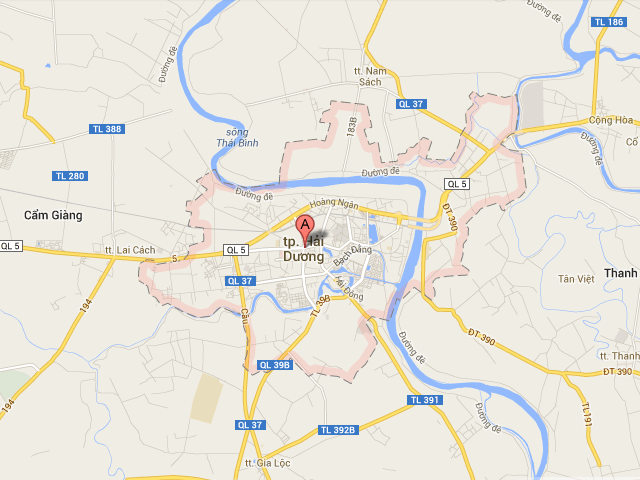 Đường đê
TL 186
Đường đê
tt. Nam
Sách
QL 37
Cộng Hòa
183B
TL 388
sông
Thái Bình
Cổ
TL 280
Đường đê
QL 5
Đường đê
Hoàng Ngân
Cẩm Giàng
ĐT 390
A
QL 5
tt. Lai Cách
QL 5
tp. Hải
Dương
Bạch Đằng
5
Thanh
Tân Việt
QL 37
Hải Đông
194
TL 39B
Cầu
ĐT 390
Đường đê
tt. Thanh
QL 39B
ĐT 390
194
TL 391
Đường đê
TL191
QL 37
TL 392B
tt. Gia Lộc